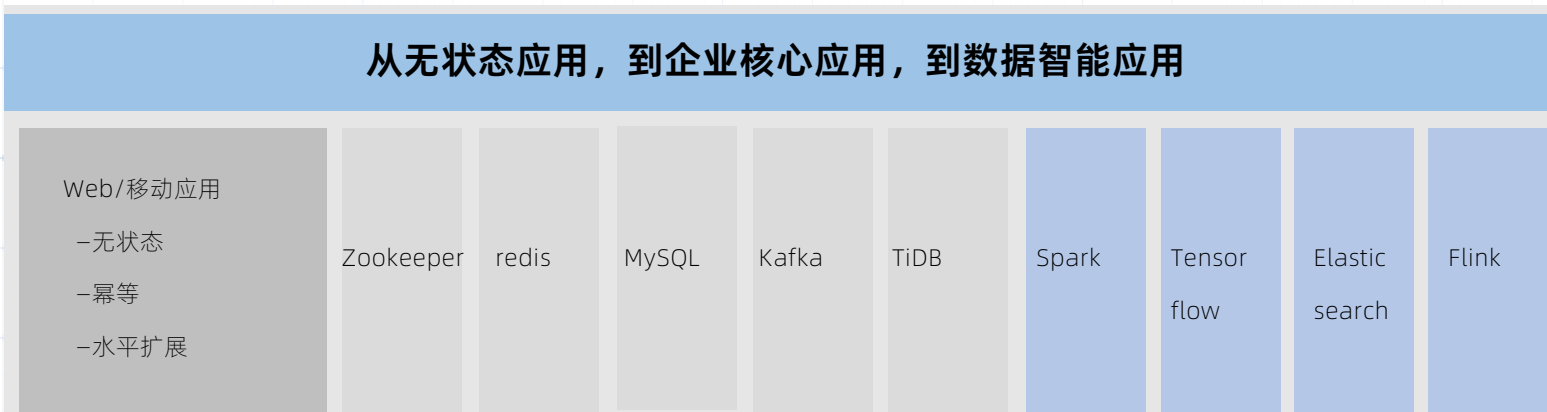 从无状态应用，到企业核心应用，到数据智能应用
Web/移动应用
–无状态
–幂等
–水平扩展
Zookeeper
redis
MySQL
Kafka
TiDB
Spark
Tensor
flow
Elastic
search
Flink